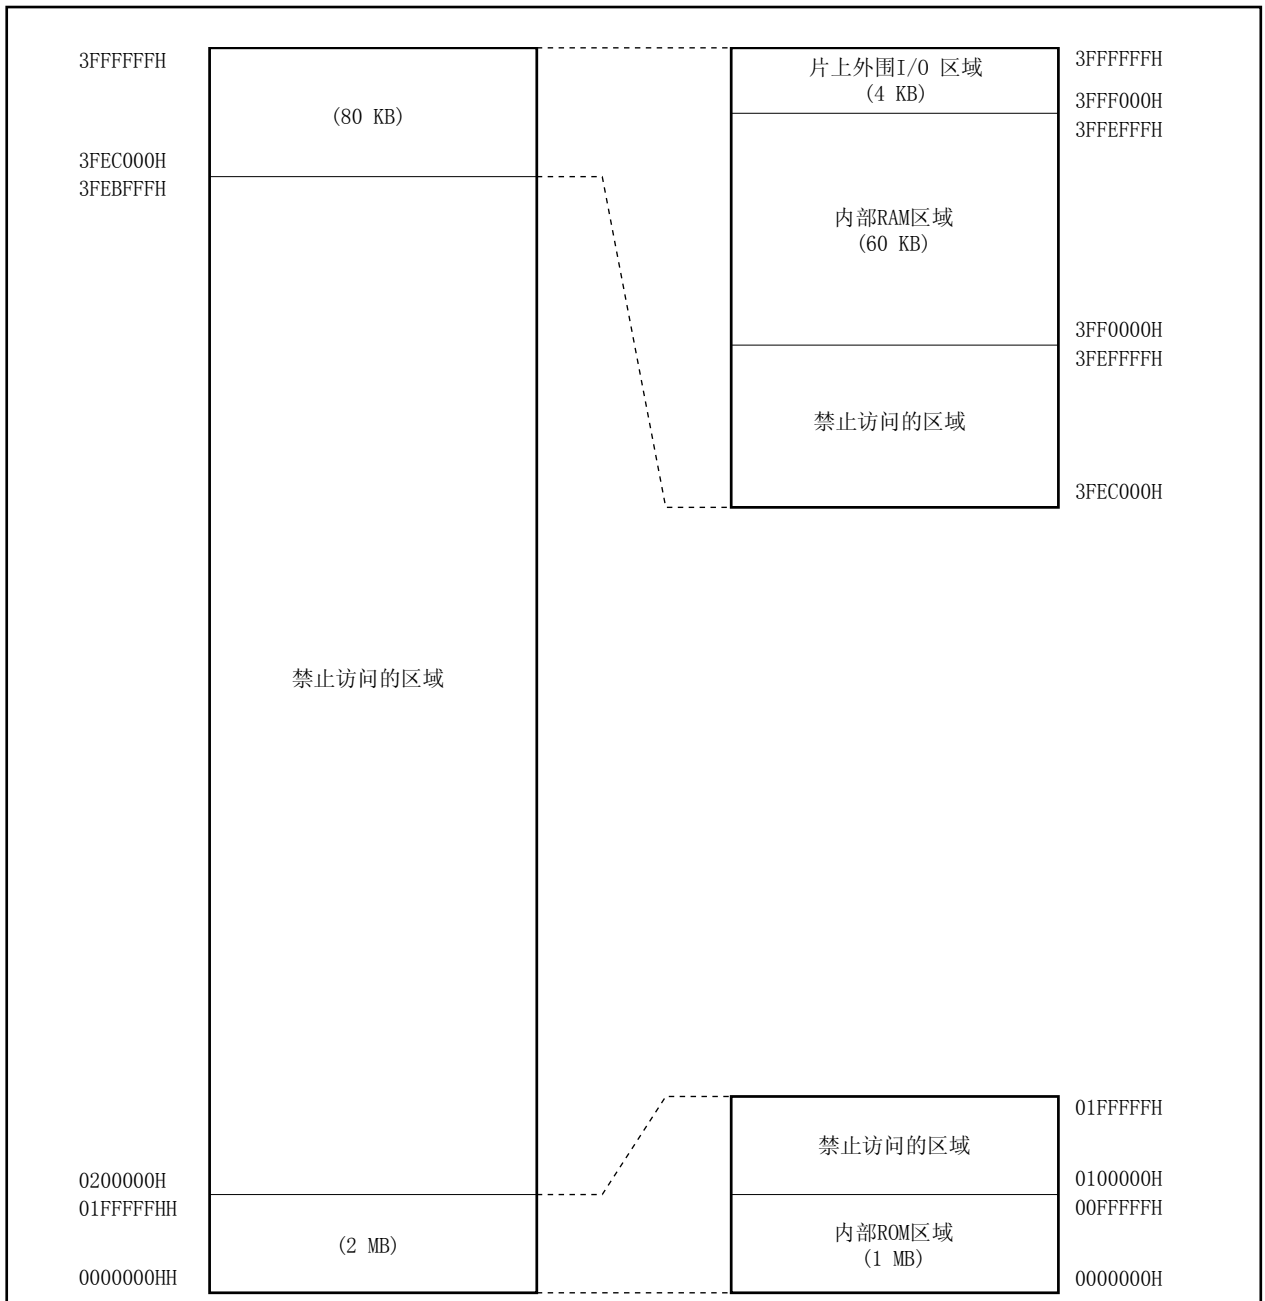 3FFFFFFH
(80 KB)
3FEC000H
3FEBFFFH
禁止访问的区域
0200000H
01FFFFFHH
(2 MB)
0000000HH
片上外围I/O 区域
(4 KB)
3FFFFFFH
3FFF000H
3FFEFFFH
内部RAM区域
(60 KB)
3FF0000H
3FEFFFFH
禁止访问的区域
3FEC000H
01FFFFFH
禁止访问的区域
0100000H
00FFFFFH
内部ROM区域
(1 MB)
0000000H